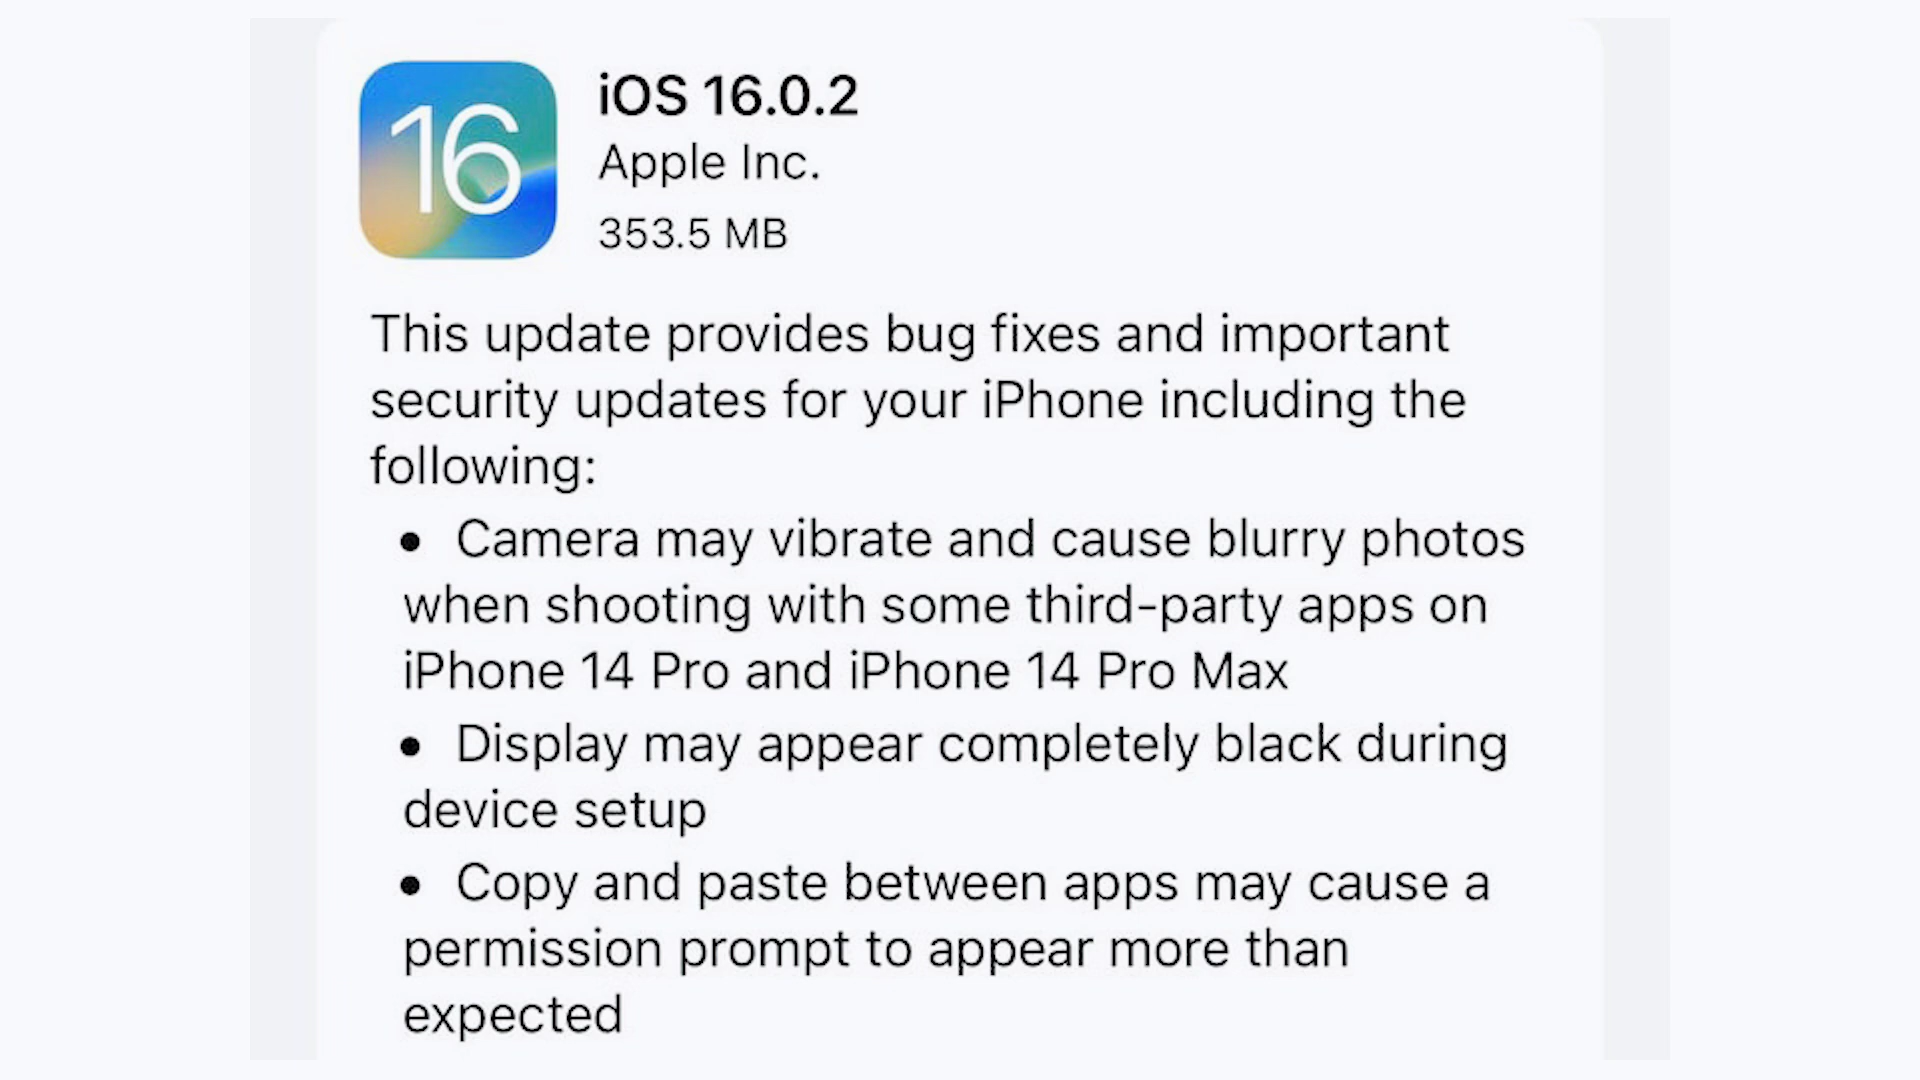 16
iOS 16.0.2
Apple Inc.
353.5 MB
This update provides bug fixes and important
security updates for your iPhone including the
following:
• Camera may vibrate and cause blurry photos
when shooting with some third-party apps on
iPhone 14 Pro and iPhone 14 Pro Max
• Display may appear completely black during
device setup
• Copy and paste between apps may cause a
permission prompt to appear more than
expected